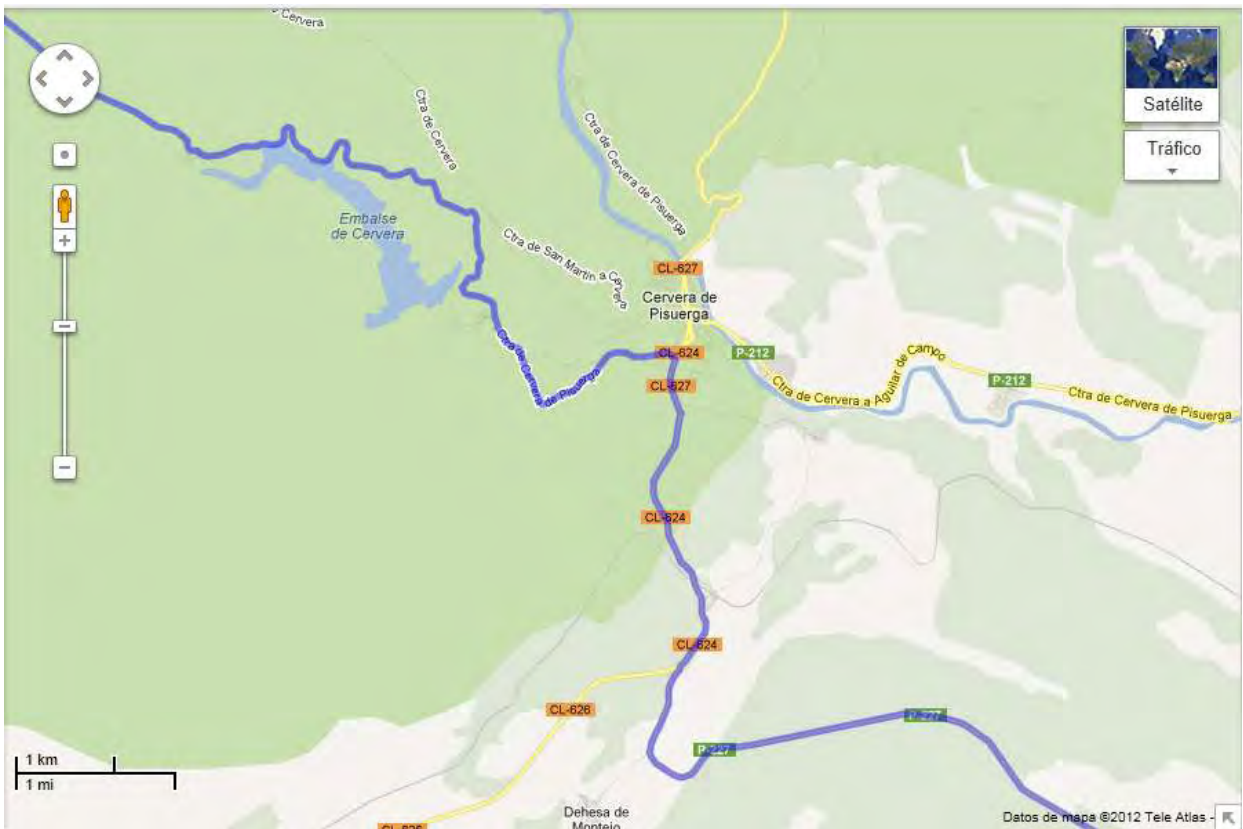 y Cervera
Ctra de Cervera
Ctra de Cervera de Pisuerga
Satélite
Tráfico
Embalse
de Cervera
Ctra de San Martín a Cervera
CL-627
Cervera de
Pisuerga
CL-624
P-212
CL-627
Ctra de Cervera de Pisuerga
Ctra de Cervera a Aguilar de Campo
P-212
Ctra de Cervera de Pisuerga
CL-624
CL-624
CL-626
P-227
P-227
1 km
1 mi
Dehesa de
Montejo
CL-626
Datos de mapa ©2012 Tele Atlas -